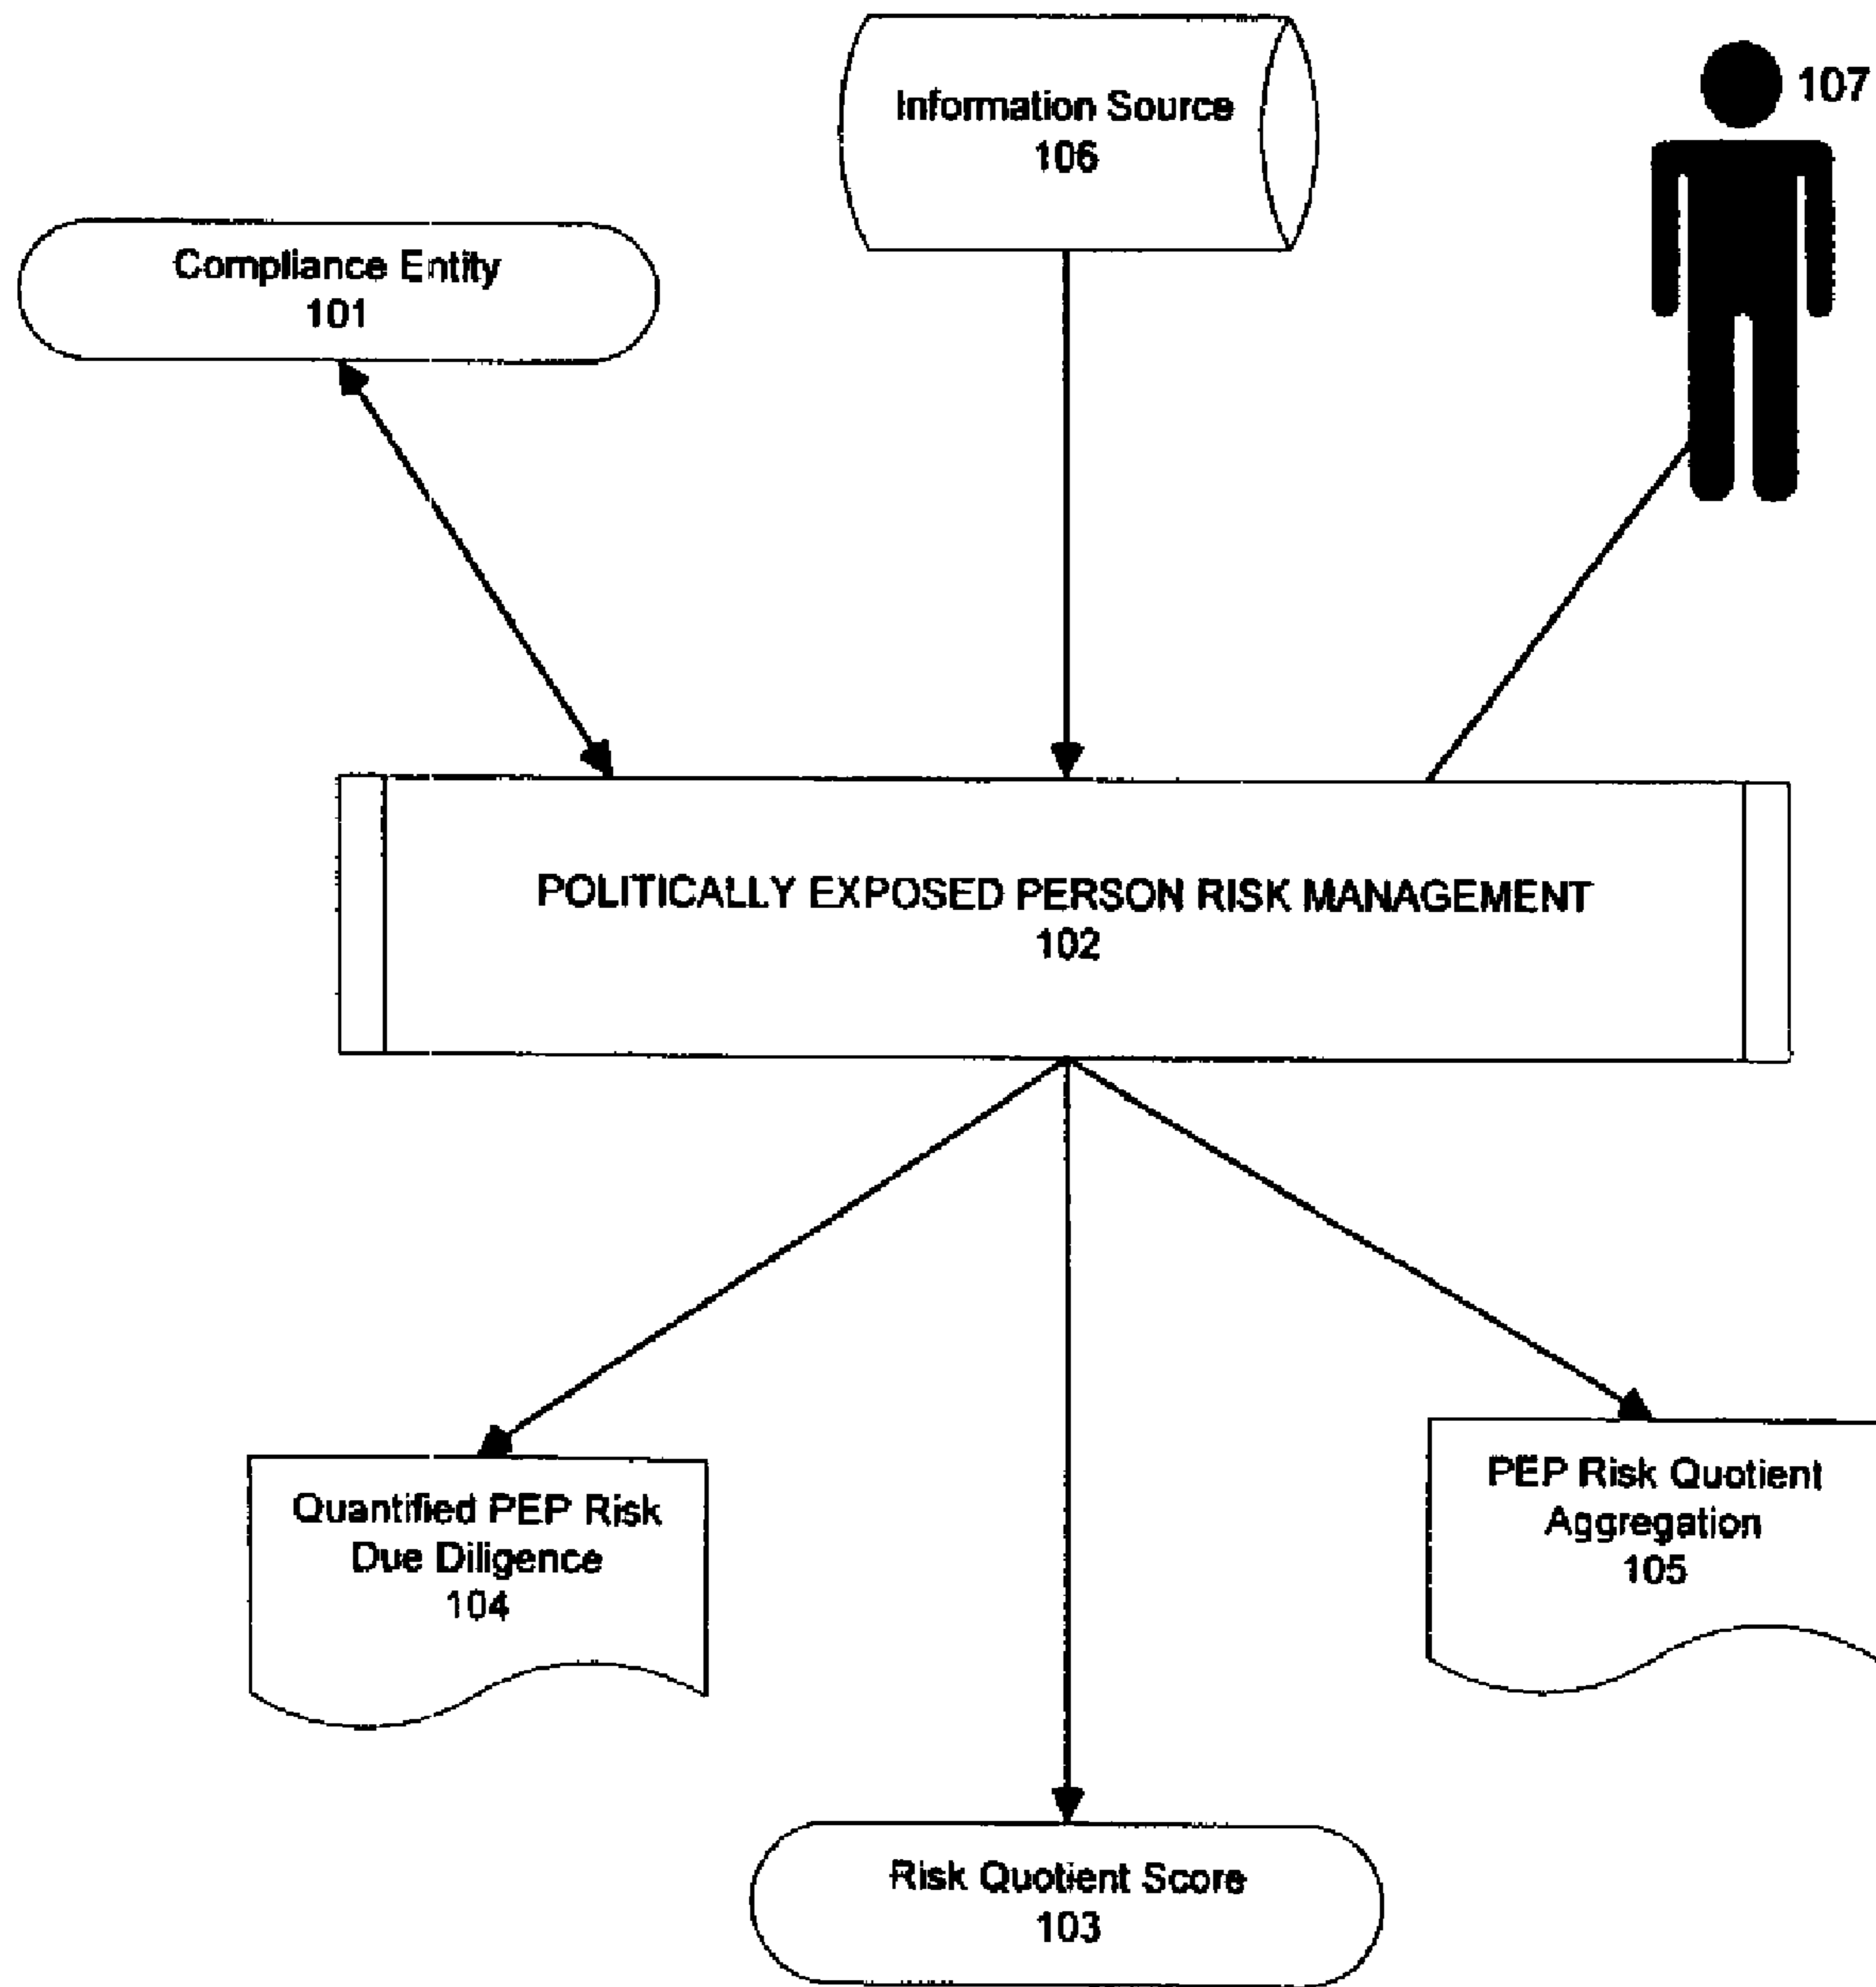 Information Source
106
107
Compliance Entity
101
POLITICALLY EXPOSED PERSON RISK MANAGEMENT
102
Quantified PEP Risk
Due Diligence
104
PEP Risk Quotient
Aggregation
105
Risk Quotient Score
103